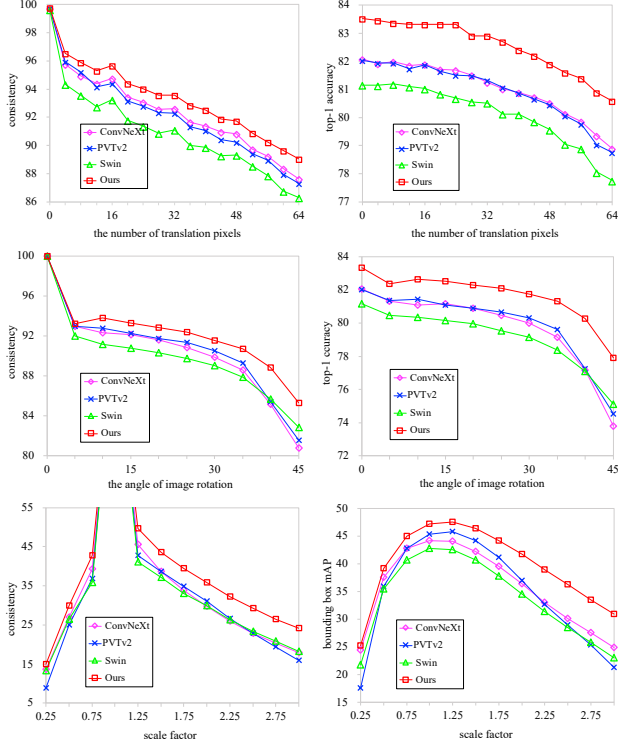 100
98
96
94
92
90
88
86
consistency
0
16
32
48
64
the number of translation pixels
ConvNeXt
PVTv2
Swin
Ours
84
83
82
81
80
79
78
77
top-1 accuracy
0
16
32
48
64
the number of translation pixels
ConvNeXt
PVTv2
Swin
Ours
100
96
92
88
84
80
consistency
0
15
30
45
the angle of image rotation
ConvNeXt
PVTv2
Swin
Ours
84
82
80
78
76
74
72
top-1 ccuracy
0
15
30
45
the angle of image rotation
ConvNeXt
PVTv2
Swin
Ours
55
45
35
25
15
5
consistency
0.25
0.75
1.25
1.75
2.25
2.75
scale factor
ConvNeXt
PVTv2
Swin
Ours
50
45
40
35
30
25
20
15
bounding box mAP
0.25
0.75
1.25
1.75
2.25
2.75
scale factor
ConvNeXt
PVTv2
Swin
Ours